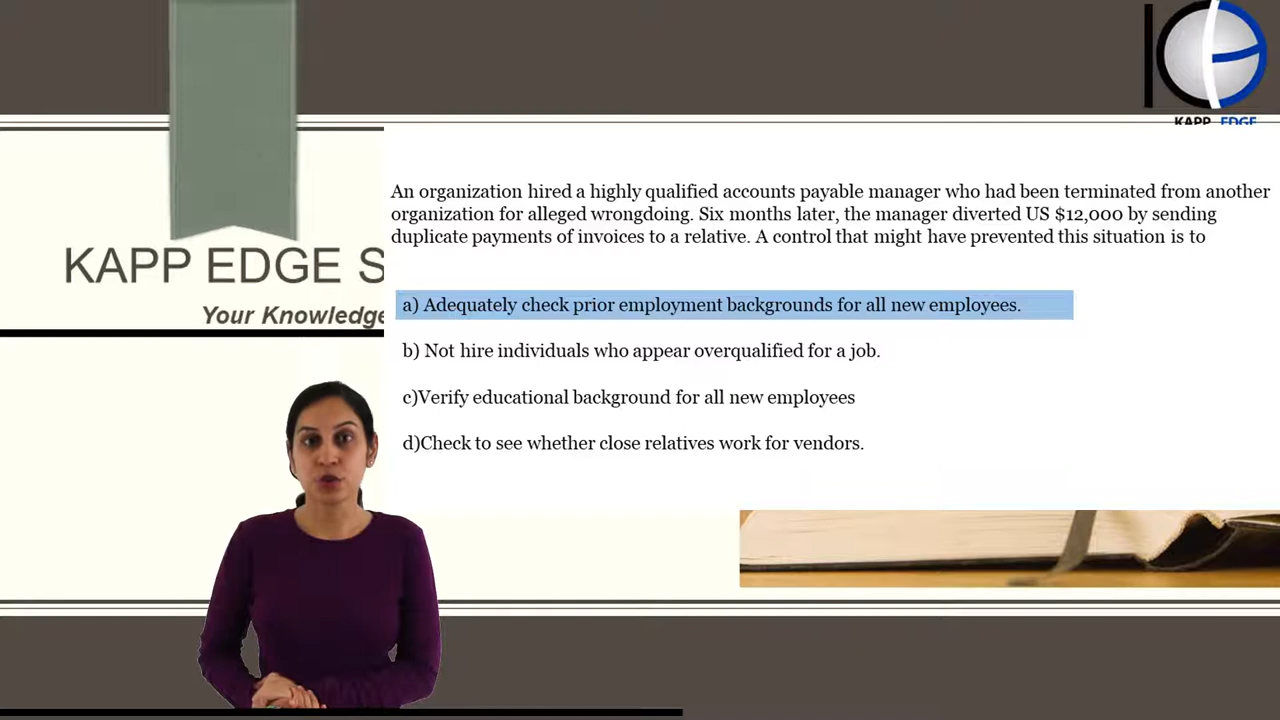 KAPP EDGE
An organization hired a highly qualified accounts payable manager who had been terminated from another
organization for alleged wrongdoing. Six months later, the manager diverted US $12,000 by sending
duplicate payments of invoices to a relative. A control that might have prevented this situation is to
KAPP EDGE S
Your Knowledge
a) Adequately check prior employment backgrounds for all new employees.
b) Not hire individuals who appear overqualified for a job.
c)Verify educational background for all new employees
d)Check to see whether close relatives work for vendors.